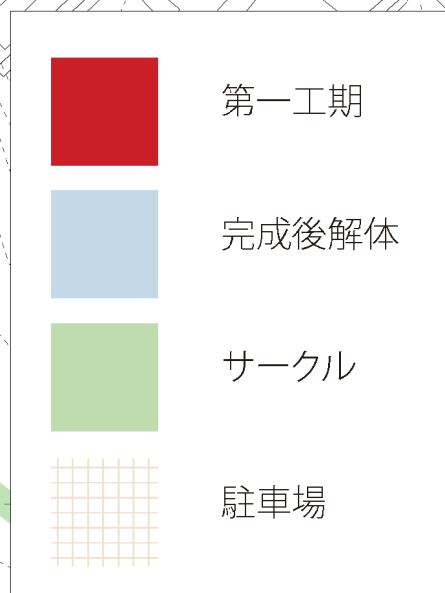 第一工期
完成後解体
サークル
駐車場